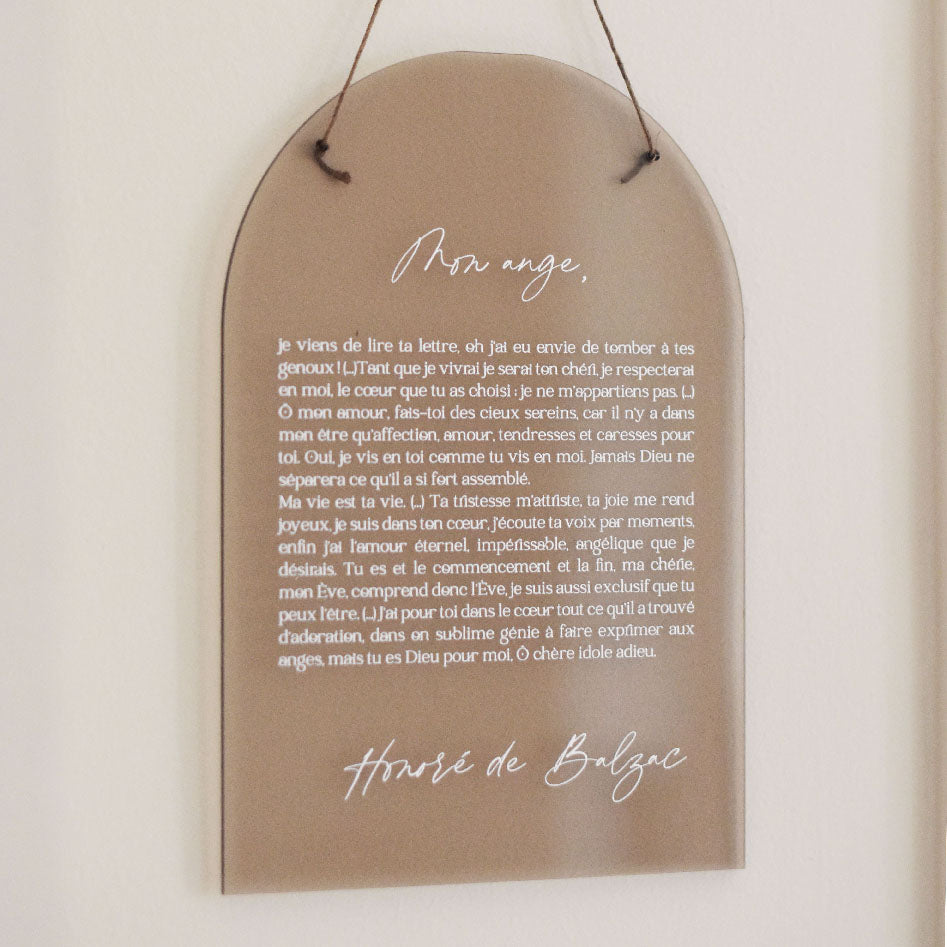 Mon ange,
je viens de lire ta lettre, oh j'ai eu envie de tomber à tes
genoux ! (...)Tant que je vivrai je serai ton chéri, je respecterai
en moi, le cœur que tu as choisi : je ne m'appartiens pas. (...)
Ô mon amour, fais-toi des cieux sereins, car il n'y a dans
mon être qu'affection, amour, tendresses et caresses pour
toi. Oui, je vis en toi comme tu vis en moi. Jamais Dieu ne
séparera ce qu'il a si fort assemblé.
Ma vie est ta vie. (...) Ta tristesse m'attriste, ta joie me rend
joyeux, je suis dans ton cœur, j'écoute ta voix par moments,
enfin j'ai l'amour éternel, impérissable, angélique que je
désirais. Tu es et le commencement et la fin, ma chérie,
mon Ève, comprend donc l'Ève, je suis aussi exclusif que tu
peux l'être. (...) J'ai pour toi dans le cœur tout ce qu'il a trouvé
d'adoration, dans on sublime génie à faire exprimer aux
anges, mais tu es Dieu pour moi, Ô chère idole adieu.
Honoré de Balzac